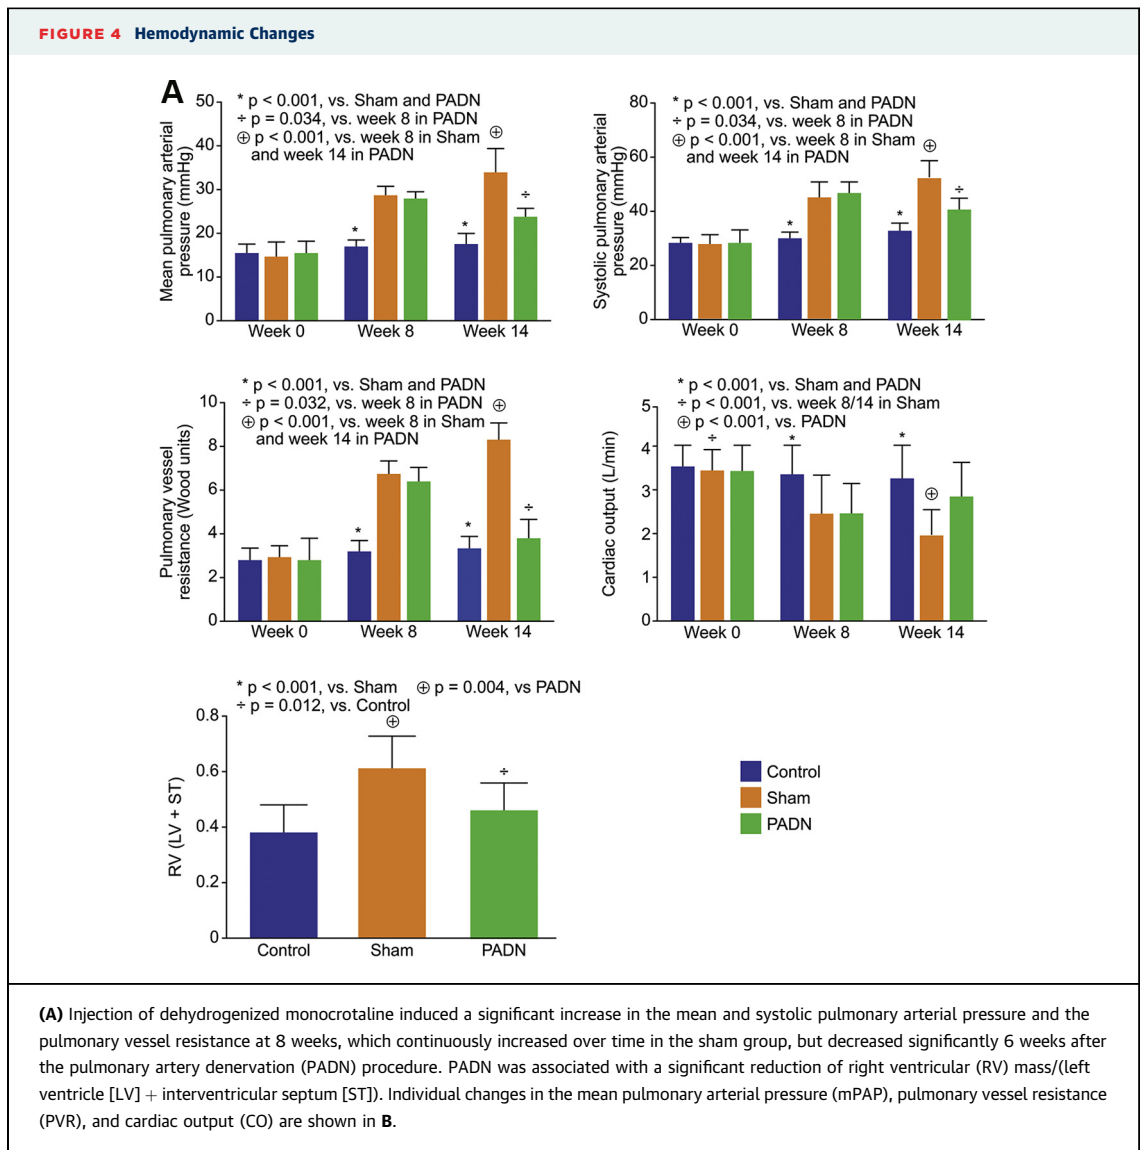 FIGURE 4 Hemodynamic Changes
A
* p < 0.001, vs. Sham and PADN
÷ p = 0.034, vs. week 8 in PADN
⊕ p < 0.001, vs. week 8 in Sham
and week 14 in PADN
Mean pulmonary arterial
pressure (mmHg)
50
40
30
20
10
0
*
*
⊕
÷
Week 0
Week 8
Week 14
* p < 0.001, vs. Sham and PADN
÷ p = 0.034, vs. week 8 in PADN
⊕ p < 0.001, vs. week 8 in Sham
and week 14 in PADN
Systolic pulmonary arterial
pressure (mmHg)
80
60
40
20
0
*
*
⊕
÷
Week 0
Week 8
Week 14
* p < 0.001, vs. Sham and PADN
÷ p = 0.032, vs. week 8 in PADN
⊕ p < 0.001, vs. week 8 in Sham
and week 14 in PADN
Pulmonary vessel
resistance (Wood units)
10
8
6
4
2
0
*
*
⊕
÷
Week 0
Week 8
Week 14
* p < 0.001, vs. Sham and PADN
÷ p < 0.001, vs. week 8/14 in Sham
⊕ p < 0.001, vs. PADN
Cardiac output (L/min)
5
4
3
2
1
0
÷
*
*
⊕
Week 0
Week 8
Week 14
* p < 0.001, vs. Sham ⊕ p = 0.004, vs PADN
÷ p = 0.012, vs. Control
RV (LV + ST)
0.8
0.6
0.4
0.2
0
⊕
÷
Control
Sham
PADN
Control
Sham
PADN
(A) Injection of dehydrogenized monocrotaline induced a significant increase in the mean and systolic pulmonary arterial pressure and the
pulmonary vessel resistance at 8 weeks, which continuously increased over time in the sham group, but decreased significantly 6 weeks after
the pulmonary artery denervation (PADN) procedure. PADN was associated with a significant reduction of right ventricular (RV) mass/(left
ventricle [LV] + interventricular septum [ST]). Individual changes in the mean pulmonary arterial pressure (mPAP), pulmonary vessel resistance
(PVR), and cardiac output (CO) are shown in B.